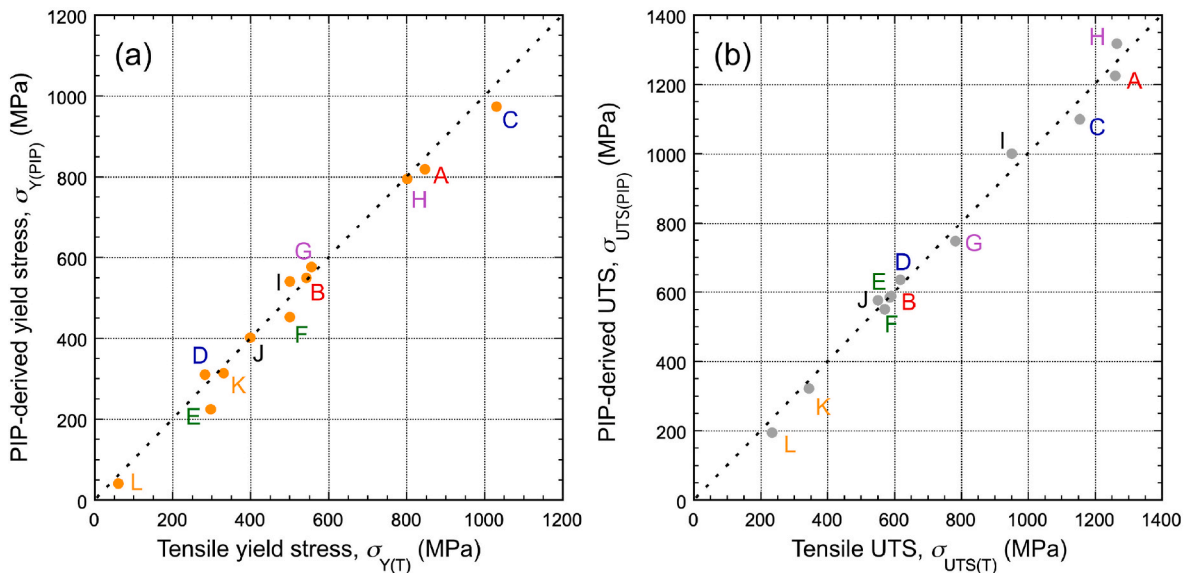 (a)
PIP-derived yield stress, σY(PIP) (MPa)
1200
1000
800
600
400
200
0
C
A
H
G
I
B
F
J
D
K
E
L
0 200 400 600 800 1000 1200
Tensile yield stress, σY(T) (MPa)
(b)
PIP-derived UTS, σUTS(PIP) (MPa)
1400
1200
1000
800
600
400
200
0
H
A
C
I
G
D
E
J
B
F
K
L
0 200 400 600 800 1000 1200 1400
Tensile UTS, σUTS(T) (MPa)